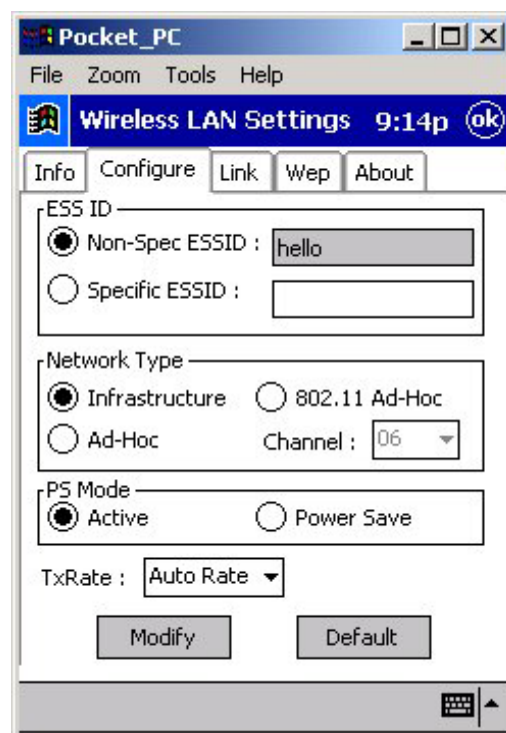 Pocket_PC
File Zoom Tools Help
Wireless LAN Settings 9:14p ok
Info Configure Link Wep About
ESS ID
Non-Spec ESSID : hello
Specific ESSID :
Network Type
Infrastructure 802.11 Ad-Hoc
Ad-Hoc Channel : 06
PS Mode
Active Power Save
TxRate : Auto Rate
Modify Default